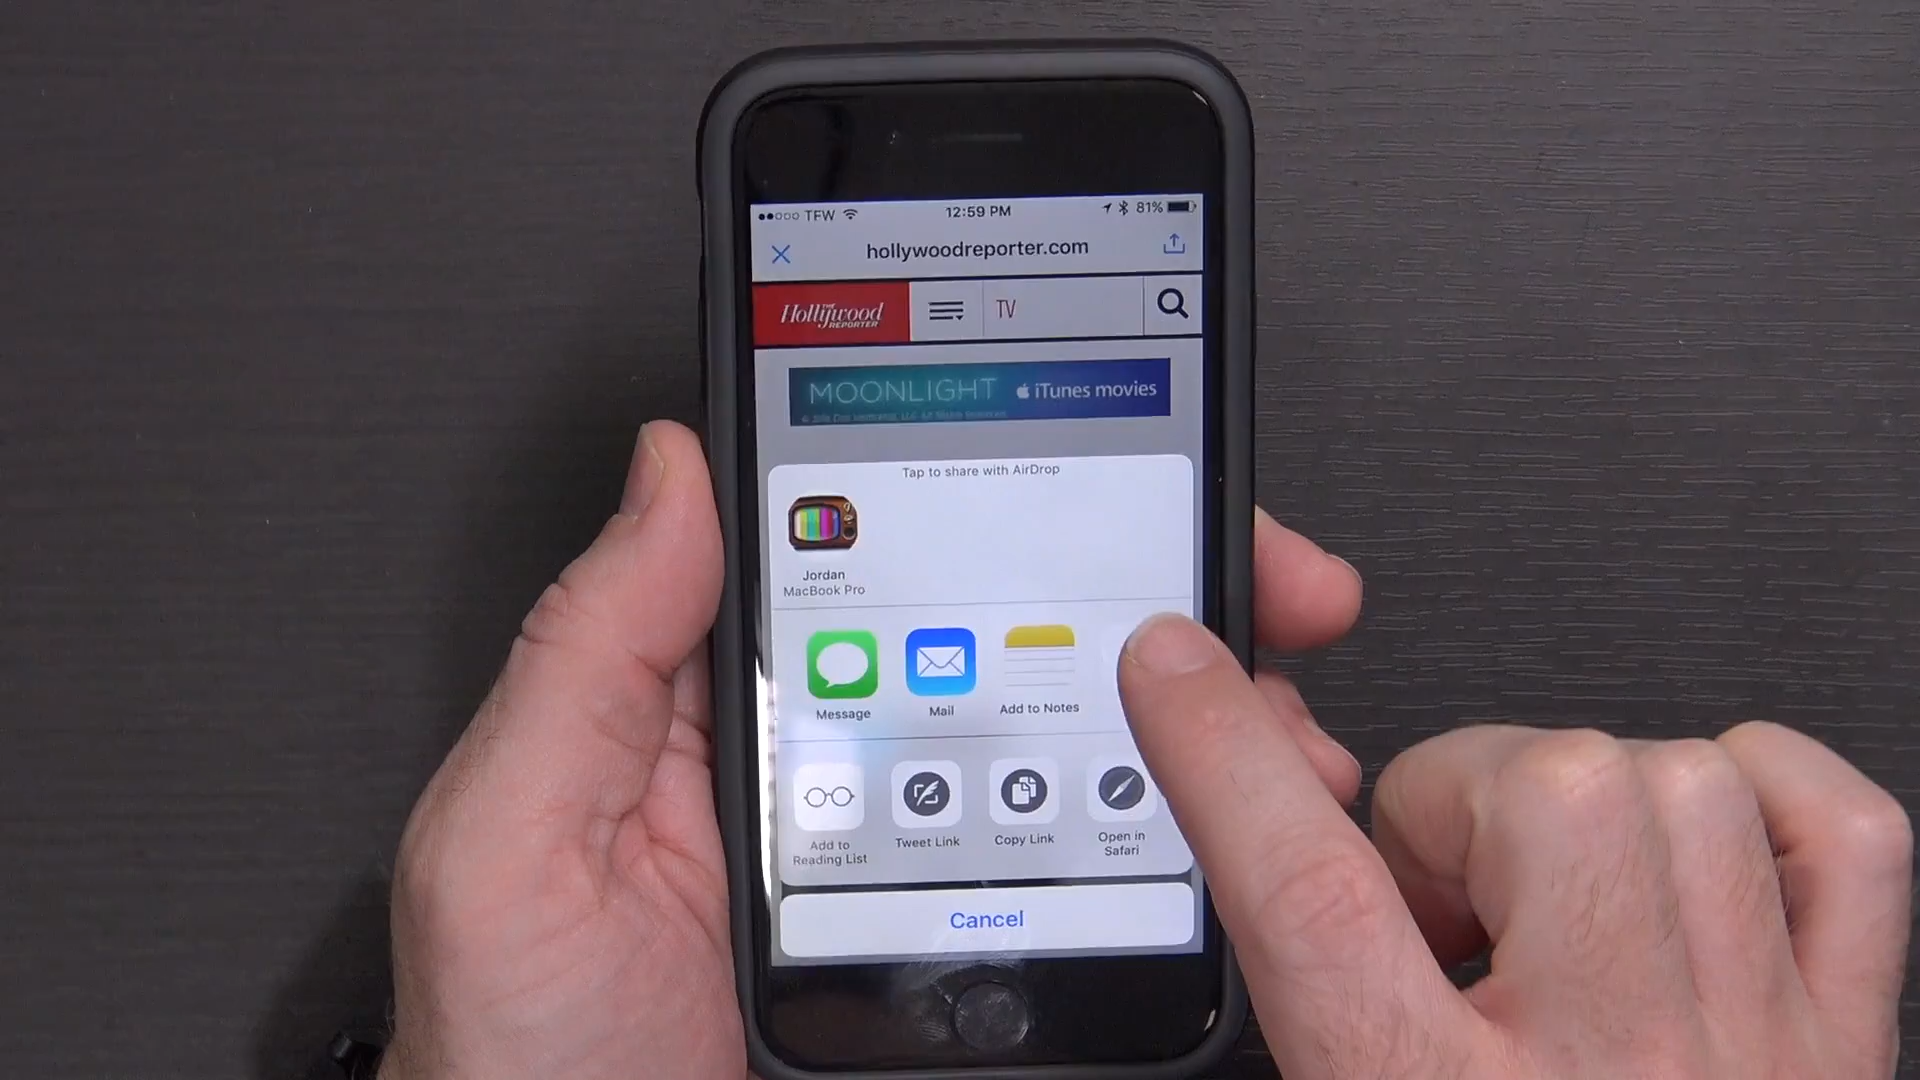 TFW 12:59 PM 81%
hollywoodreporter.com
THE
Hollywood
REPORTER
TV
MOONLIGHT iTunes movies
Tap to share with AirDrop
Jordan
MacBook Pro
Message Mail Add to Notes
Add to
Reading List
Tweet Link
Copy Link
Open in
Safari
Cancel